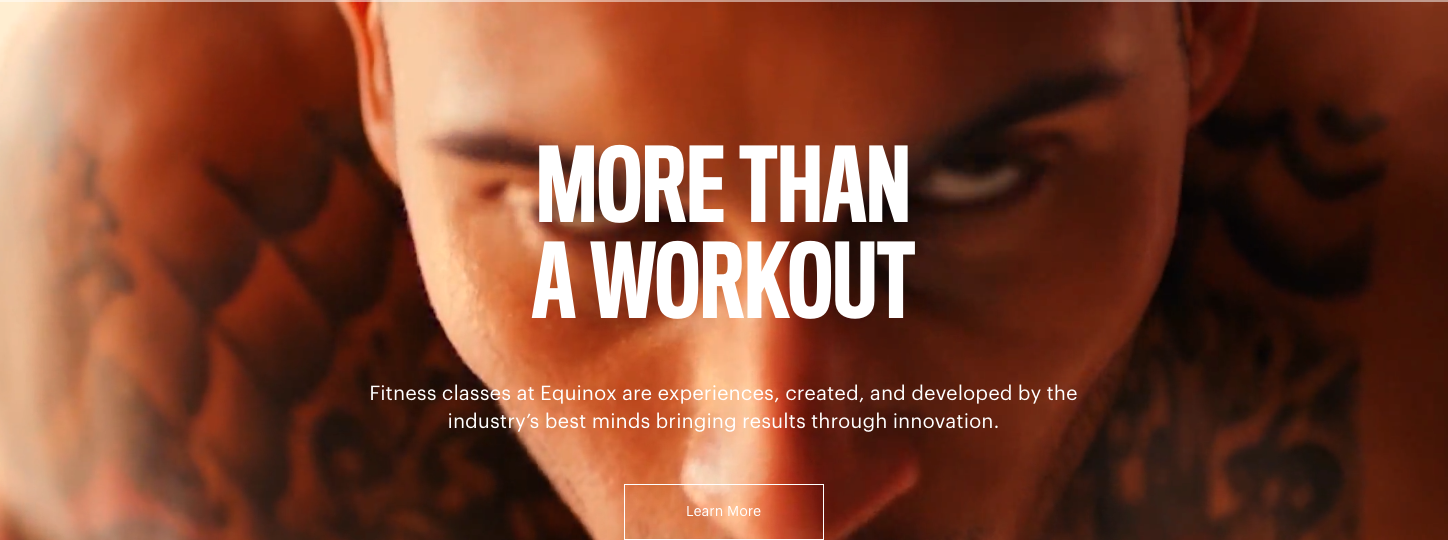 MORE THAN
A WORKOUT
Fitness classes at Equinox are experiences, created, and developed by the
industry’s best minds bringing results through innovation.
Learn More